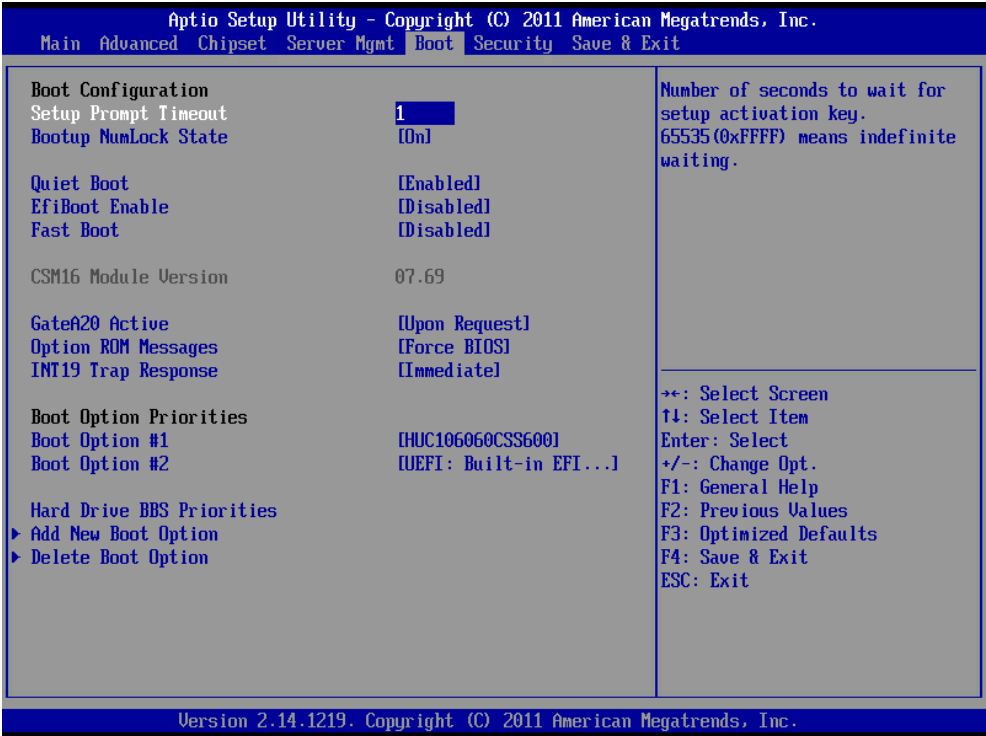 Aptio Setup Utility - Copyright (C) 2011 American Megatrends, Inc.
Main Advanced Chipset Server Mgmt Boot Security Save & Exit
Boot Configuration
Setup Prompt Timeout 1
Bootup NumLock State [On]
Quiet Boot [Enabled]
EfiBoot Enable [Disabled]
Fast Boot [Disabled]
CSM16 Module Version 07.69
GateA20 Active [Upon Request]
Option ROM Messages [Force BIOS]
INT19 Trap Response [Immediate]
Boot Option Priorities
Boot Option #1 [HUC106060CSS600]
Boot Option #2 [UEFI: Built-in EFI...]
Hard Drive BBS Priorities
Add New Boot Option
Delete Boot Option
Number of seconds to wait for
setup activation key.
65535(0xFFFF) means indefinite
waiting.
→←: Select Screen
↑↓: Select Item
Enter: Select
+/-: Change Opt.
F1: General Help
F2: Previous Values
F3: Optimized Defaults
F4: Save & Exit
ESC: Exit
Version 2.14.1219. Copyright (C) 2011 American Megatrends, Inc.